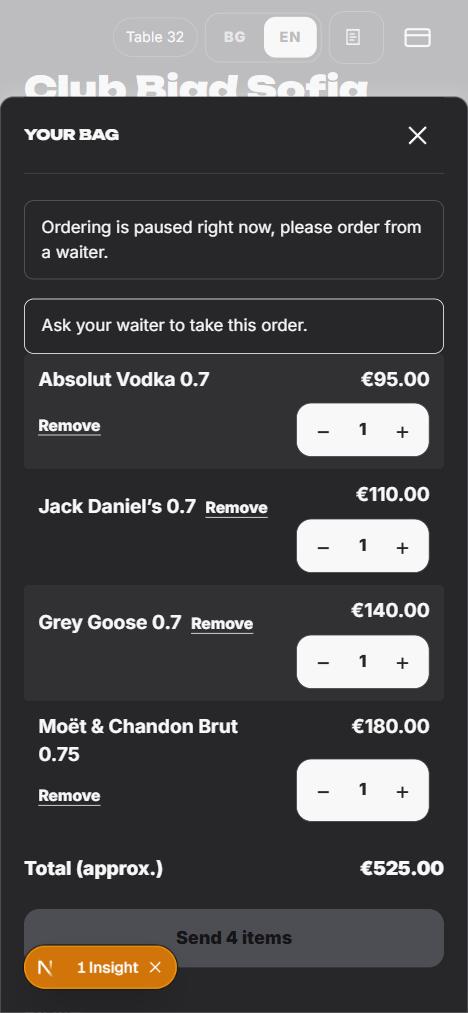 Table 32
BG
EN
Club Bigd Sofia
YOUR BAG
Ordering is paused right now, please order from
a waiter.
Ask your waiter to take this order.
Absolut Vodka 0.7
€95.00
Remove
− 1 +
Jack Daniel’s 0.7 Remove
€110.00
− 1 +
Grey Goose 0.7 Remove
€140.00
− 1 +
Moët & Chandon Brut
0.75
€180.00
Remove
− 1 +
Total (approx.)
€525.00
Send 4 items
N 1 Insight